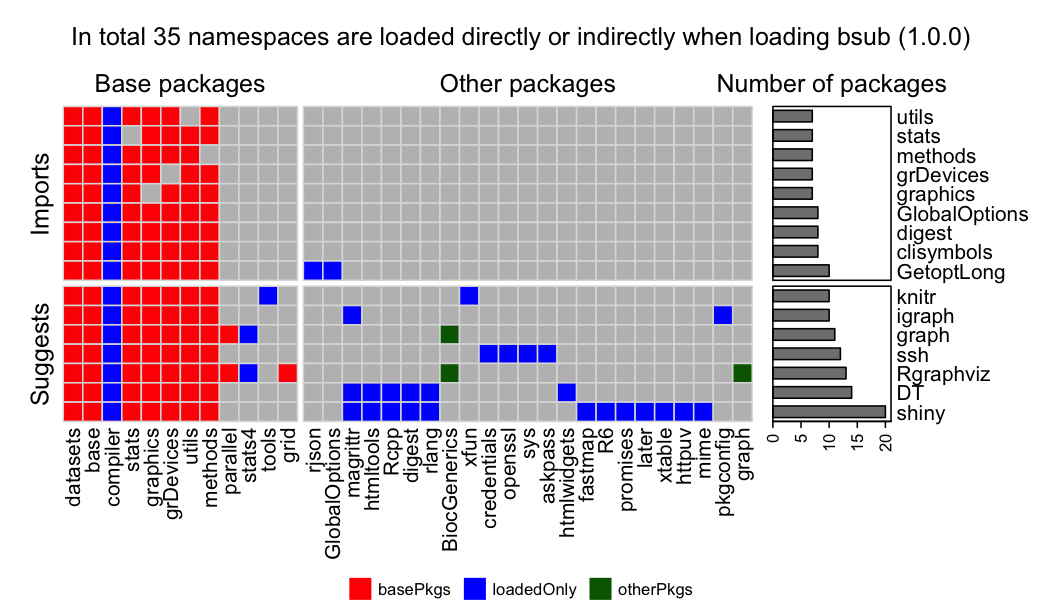 In total 35 namespaces are loaded directly or indirectly when loading bsub (1.0.0)
Base packages
Other packages
Number of packages
Imports
utils
stats
methods
grDevices
graphics
GlobalOptions
digest
clisymbols
GetoptLong
Suggests
knitr
igraph
graph
ssh
Rgraphviz
DT
shiny
0
5
10
15
20
datasets
base
compiler
stats
graphics
grDevices
utils
methods
parallel
stats4
tools
grid
rjson
GlobalOptions
magrittr
htmltools
Rcpp
digest
rlang
BiocGenerics
xfun
credentials
openssl
sys
askpass
htmlwidgets
fastmap
R6
promises
later
xtable
httpuv
mime
pkgconfig
graph
basePkgs
loadedOnly
otherPkgs